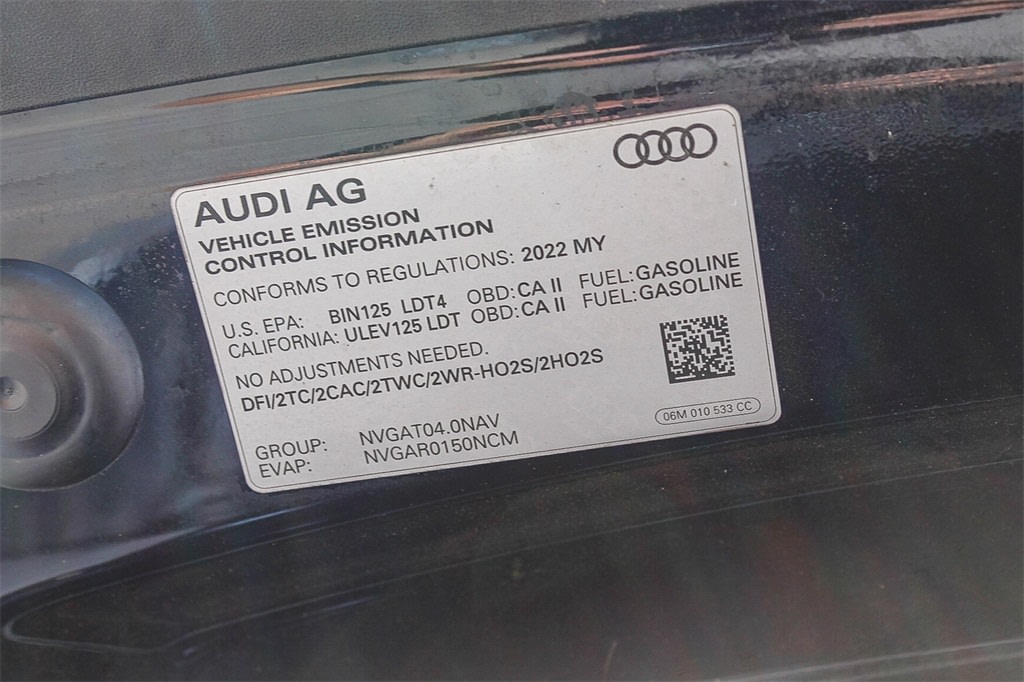 AUDI AG
VEHICLE EMISSION
CONTROL INFORMATION
CONFORMS TO REGULATIONS: 2022 MY
U.S. EPA: BIN125 LDT4 OBD: CA II FUEL: GASOLINE
CALIFORNIA: ULEV125 LDT OBD: CA II FUEL: GASOLINE
NO ADJUSTMENTS NEEDED.
DFI/2TC/2CAC/2TWC/2WR-HO2S/2HO2S
GROUP: NVGAT04.0NAV
EVAP: NVGAR0150NCM
06M 010 533 CC